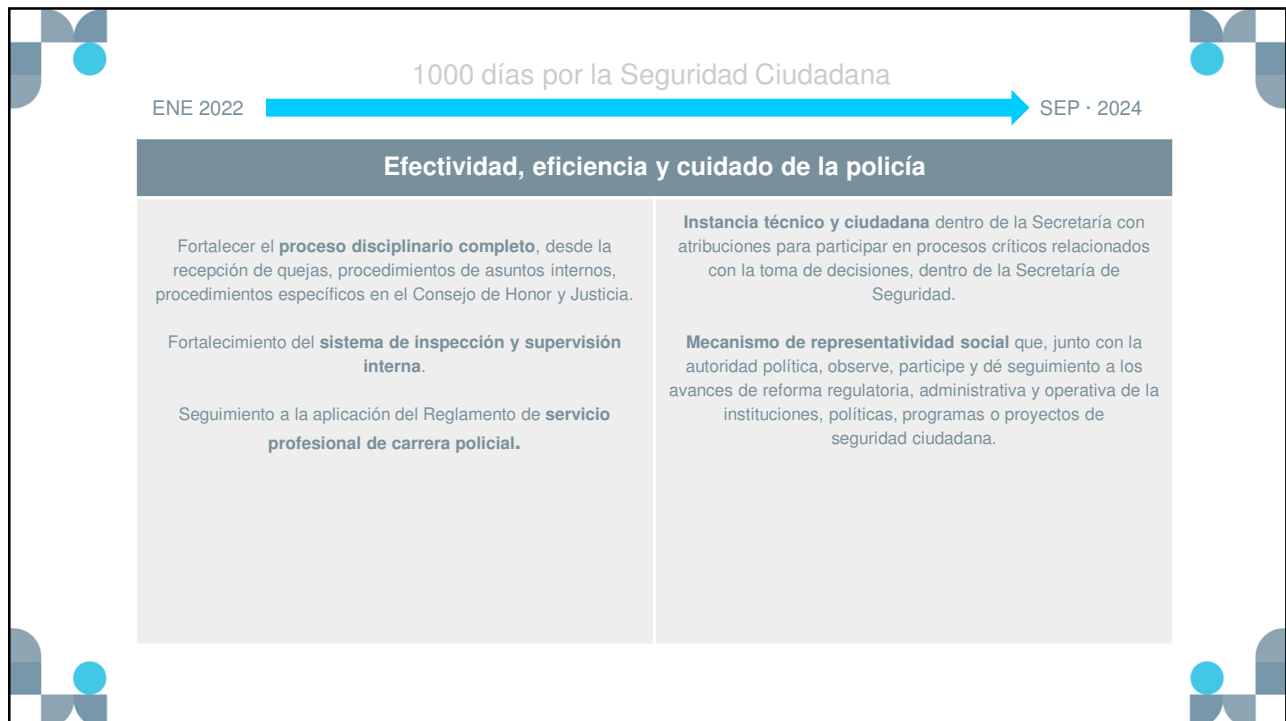 1000 días por la Seguridad Ciudadana
ENE 2022
SEP · 2024
Efectividad, eficiencia y cuidado de la policía
Fortalecer el proceso disciplinario completo, desde la
recepción de quejas, procedimientos de asuntos internos,
procedimientos específicos en el Consejo de Honor y Justicia.
Fortalecimiento del sistema de inspección y supervisión
interna.
Seguimiento a la aplicación del Reglamento de servicio
profesional de carrera policial.
Instancia técnico y ciudadana dentro de la Secretaría con
atribuciones para participar en procesos críticos relacionados
con la toma de decisiones, dentro de la Secretaría de
Seguridad.
Mecanismo de representatividad social que, junto con la
autoridad política, observe, participe y dé seguimiento a los
avances de reforma regulatoria, administrativa y operativa de la
instituciones, políticas, programas o proyectos de
seguridad ciudadana.